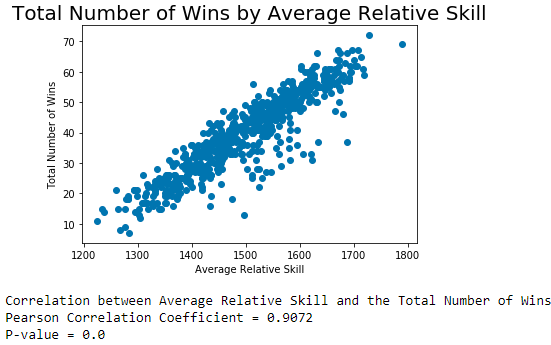 Total Number of Wins by Average Relative Skill
70
60
50
40
30
20
10
Total Number of Wins
1200 1300 1400 1500 1600 1700 1800
Average Relative Skill
Correlation between Average Relative Skill and the Total Number of Wins
Pearson Correlation Coefficient = 0.9072
P-value = 0.0